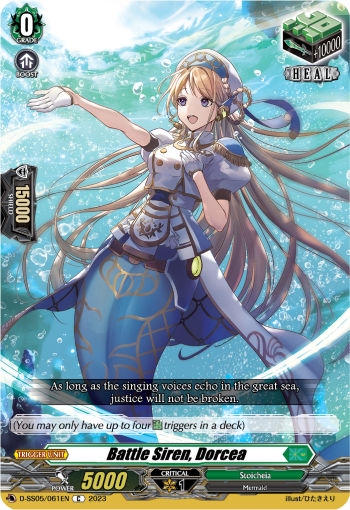 0
GRADE
+10000
BOOST
HEAL
15000
SHIELD
As long as the singing voices echo in the great sea,
justice will not be broken.
(You may only have up to four triggers in a deck)
TRIGGER UNIT
Battle Siren, Dorcea
POWER 5000
CRITICAL
1
Stoicheia
Mermaid
D-SS05/061EN C 2023
illust/ひたきえり